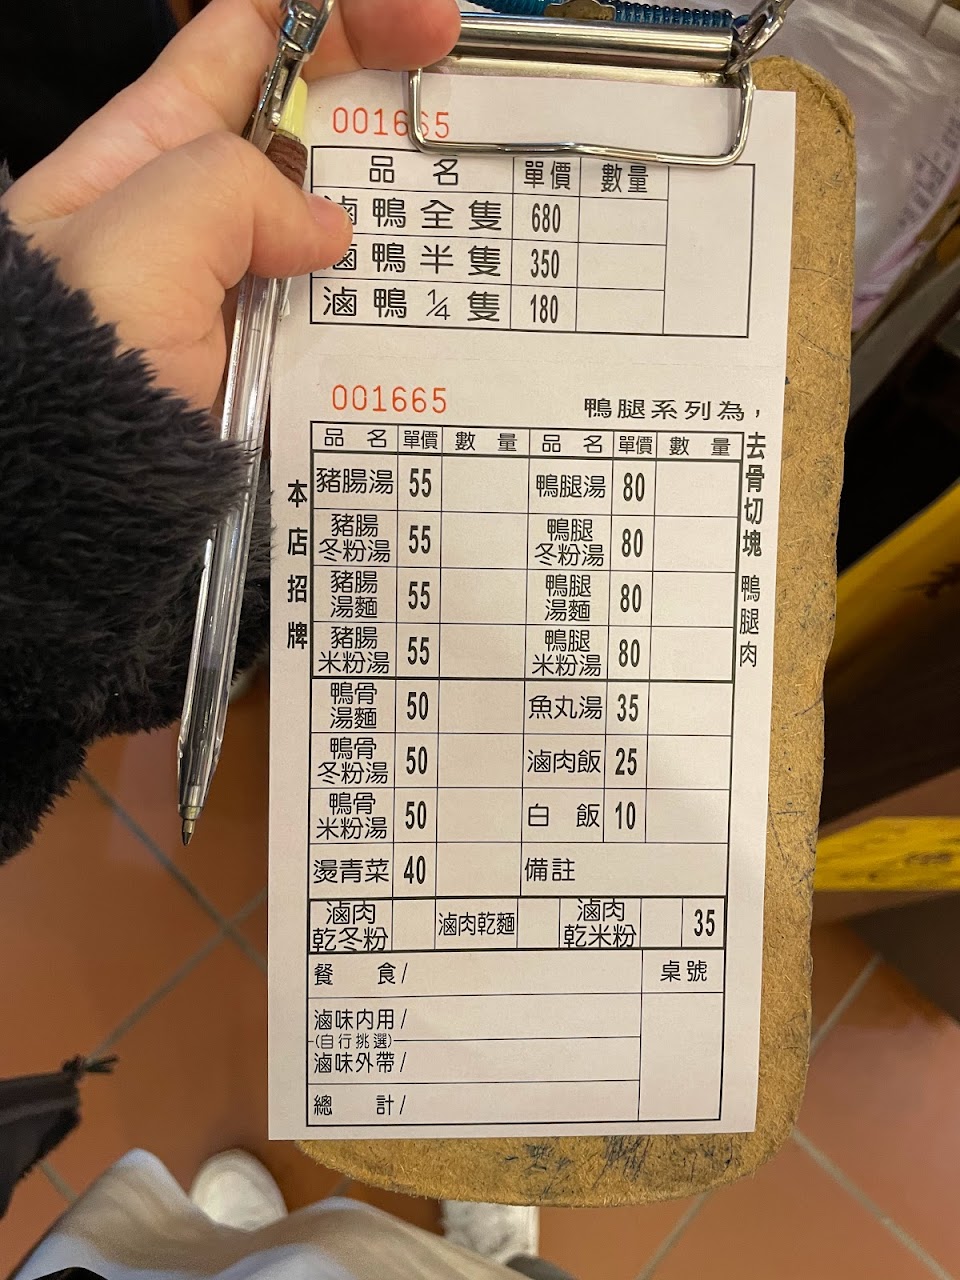 001665
品名 單價 數量
滷鴨全隻 680
滷鴨半隻 350
滷鴨1/4隻 180
001665
鴨腿系列為，
去骨切塊 鴨腿肉
本店招牌
品名 單價 數量 品名 單價 數量
豬腸湯 55 鴨腿湯 80
豬腸冬粉湯 55 鴨腿冬粉湯 80
豬腸湯麵 55 鴨腿湯麵 80
豬腸米粉湯 55 鴨腿米粉湯 80
鴨骨湯麵 50 魚丸湯 35
鴨骨冬粉湯 50 滷肉飯 25
鴨骨米粉湯 50 白飯 10
燙青菜 40 備註
滷肉乾冬粉 滷肉乾麵 滷肉乾米粉 35
餐食/ 桌號
滷味內用/
(自行挑選)
滷味外帶/
總計/